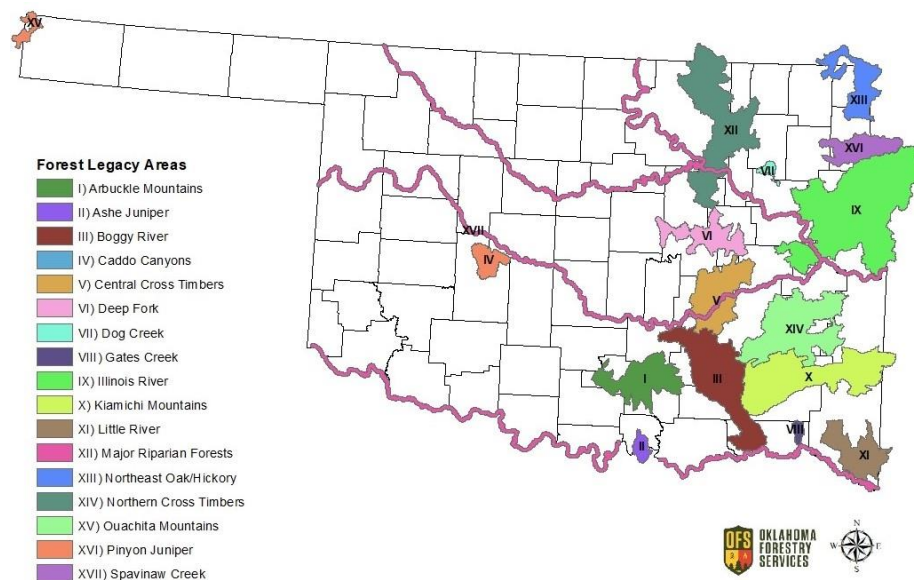 XV
XIII
XII
XVI
VII
IX
XVII
VI
IV
V
XIV
I
III
X
II
VIII
XI
Forest Legacy Areas
I) Arbuckle Mountains
II) Ashe Juniper
III) Boggy River
IV) Caddo Canyons
V) Central Cross Timbers
VI) Deep Fork
VII) Dog Creek
VIII) Gates Creek
IX) Illinois River
X) Kiamichi Mountains
XI) Little River
XII) Major Riparian Forests
XIII) Northeast Oak/Hickory
XIV) Northern Cross Timbers
XV) Ouachita Mountains
XVI) Pinyon Juniper
XVII) Spavinaw Creek
OFS
OKLAHOMA
FORESTRY
SERVICES
N
W E
S